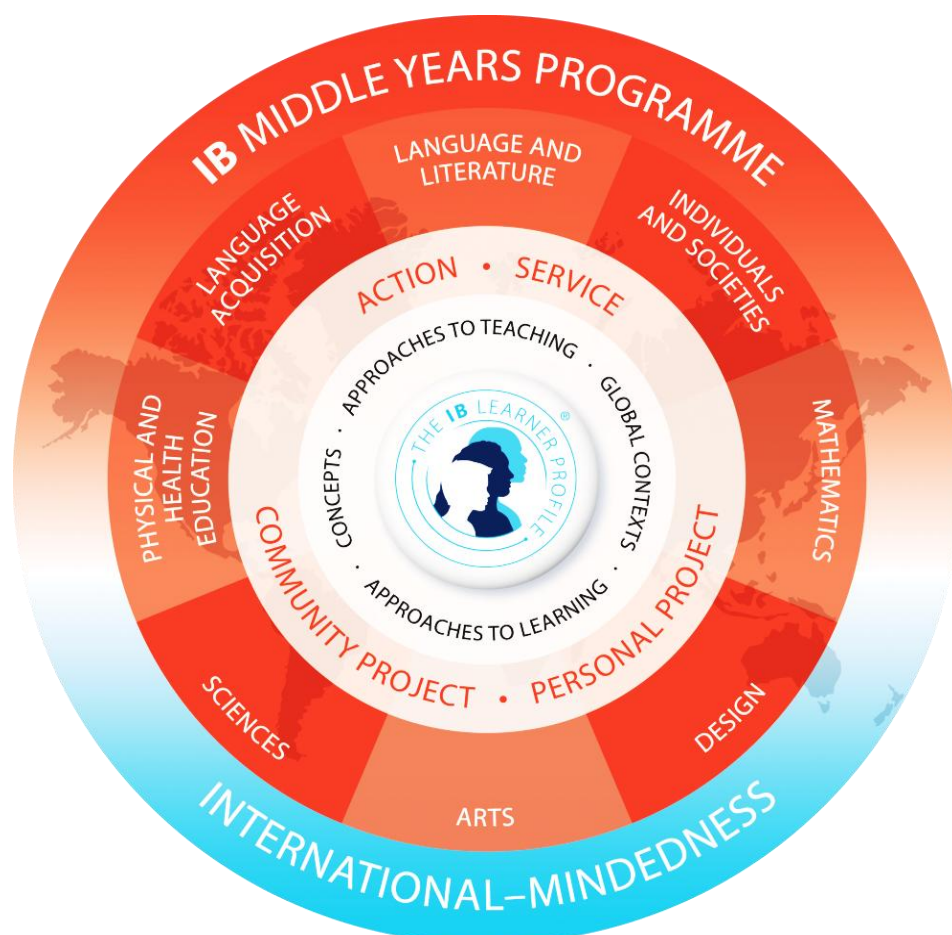 IB MIDDLE YEARS PROGRAMME
LANGUAGE AND
LITERATURE
INDIVIDUALS
AND SOCIETIES
MATHEMATICS
DESIGN
ARTS
SCIENCES
PHYSICAL AND
HEALTH
EDUCATION
LANGUAGE
ACQUISITION
ACTION • SERVICE
COMMUNITY PROJECT • PERSONAL PROJECT
APPROACHES TO TEACHING · GLOBAL CONTEXTS · APPROACHES TO LEARNING · CONCEPTS ·
• THE IB LEARNER PROFILE •
®
INTERNATIONAL–MINDEDNESS